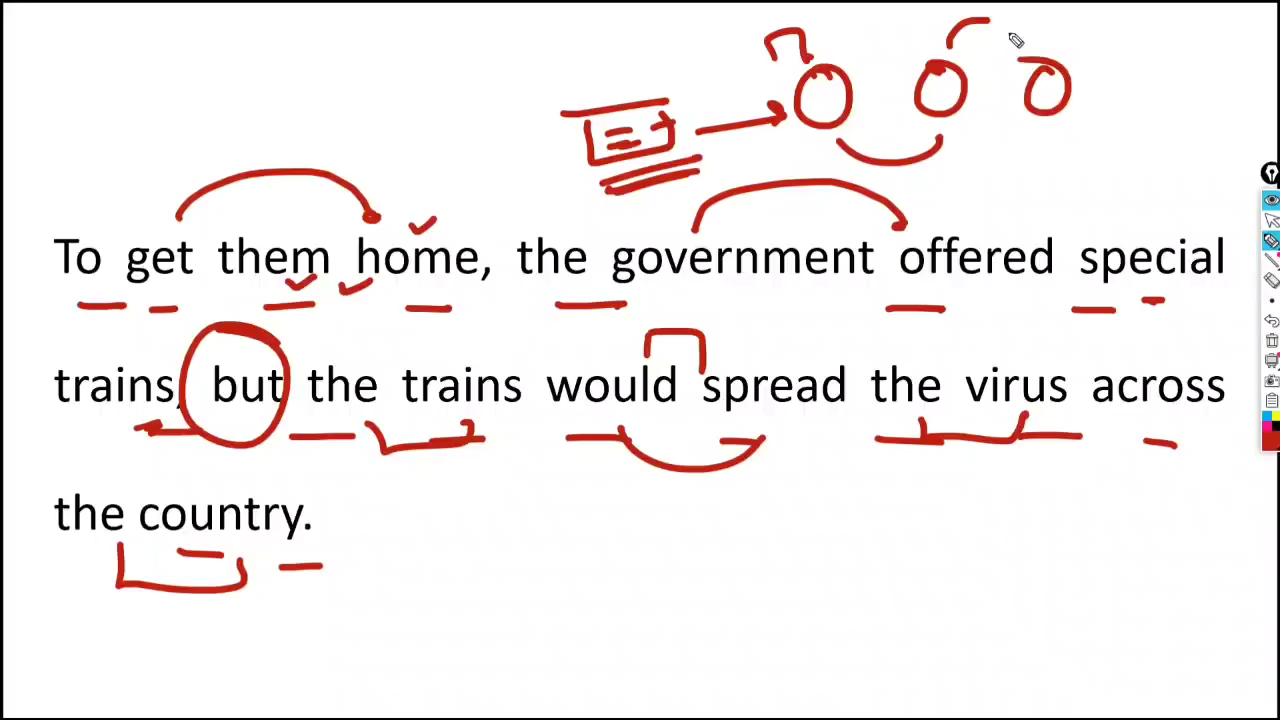 To get them home, the government offered special
trains, but the trains would spread the virus across
the country.